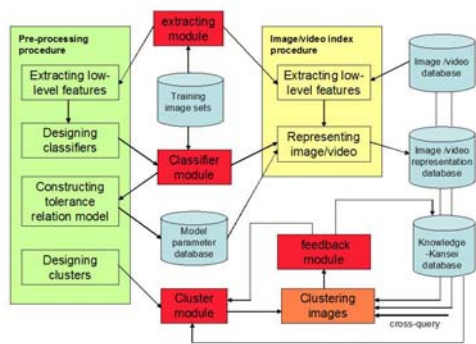 Pre-processing
procedure
Extracting low-
level features
Designing
classifiers
Constructing
tolerance
relation model
Designing
clusters
extracting
module
Training
image sets
Classifier
module
Model
parameter
database
Cluster
module
Image/video index
procedure
Extracting low-
level features
Representing
image/video
feedback
module
Clustering
images
Image /video
database
Image /video
representation
database
Knowledge
-Kansei
database
cross-query